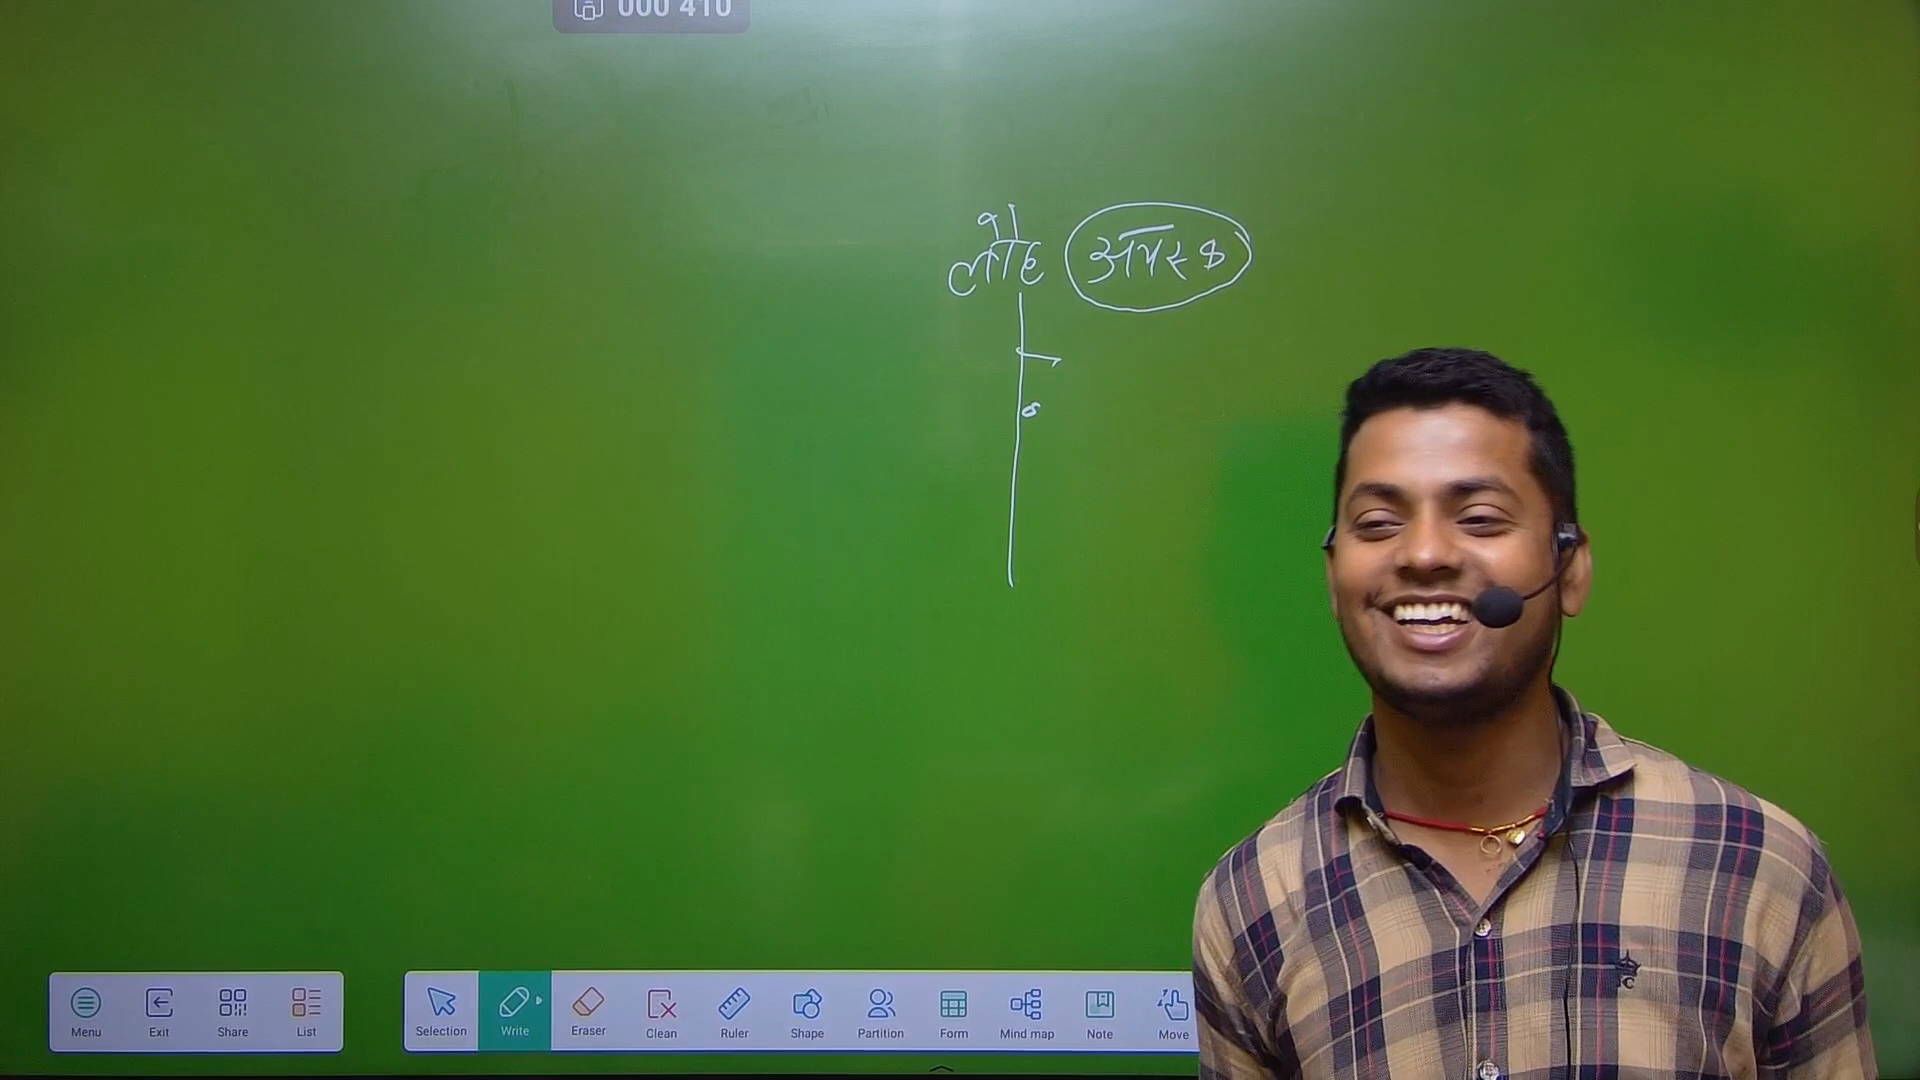 000 410
लौह अयस्क
Menu Exit Share List Selection Write Eraser Clean Ruler Shape Partition Form Mind map Note Move